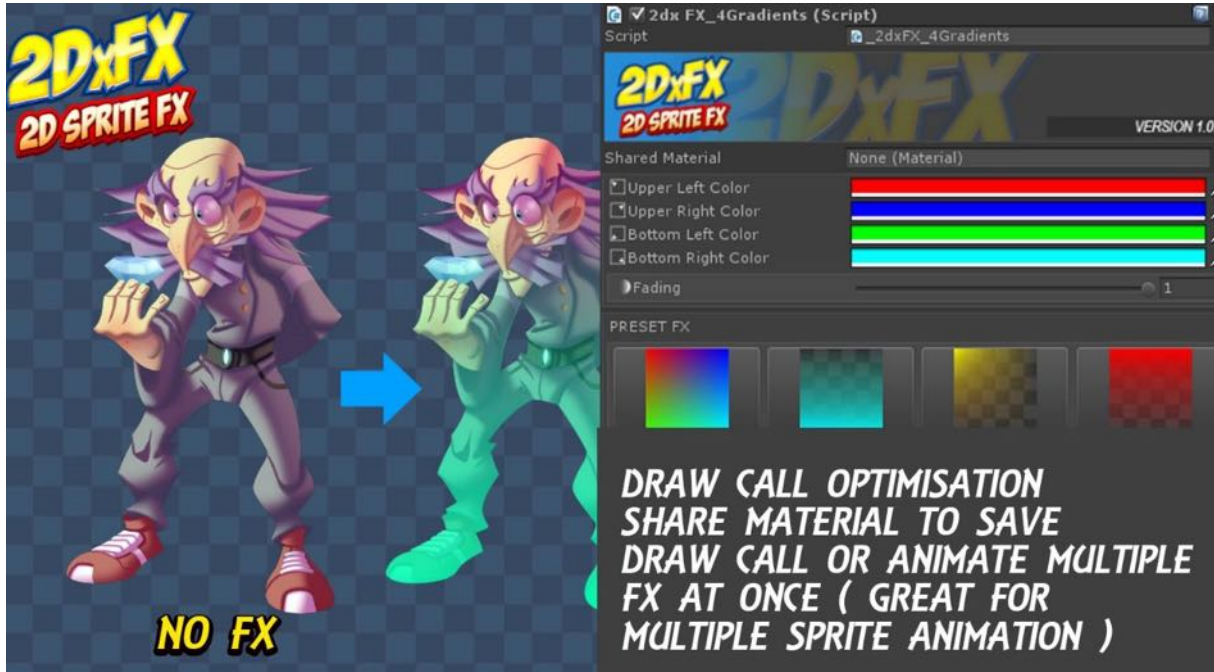 2DxFX
2D SPRITE FX
NO FX
2dx FX_4Gradients (Script)
Script _2dxFX_4Gradients
2DxFX
2D SPRITE FX
2DxFX
VERSION 1.0
Shared Material None (Material)
Upper Left Color
Upper Right Color
Bottom Left Color
Bottom Right Color
Fading 1
PRESET FX
DRAW CALL OPTIMISATION
SHARE MATERIAL TO SAVE
DRAW CALL OR ANIMATE MULTIPLE
FX AT ONCE ( GREAT FOR
MULTIPLE SPRITE ANIMATION )